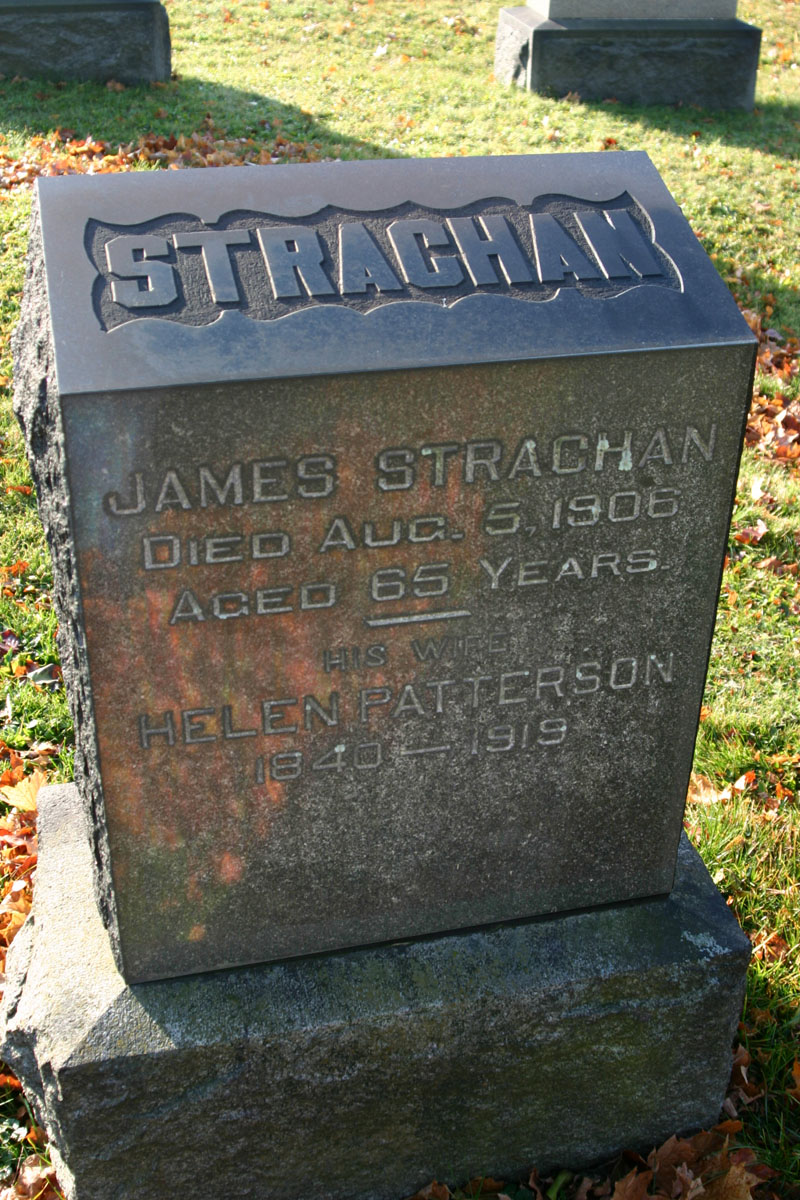 STRACHAN
JAMES STRACHAN
DIED AUG. 5, 1906
AGED 65 YEARS.
HIS WIFE
HELEN PATTERSON
1840 — 1919